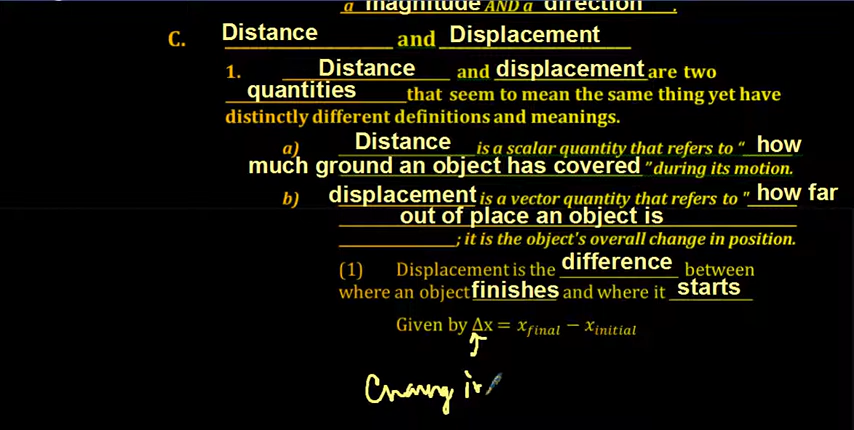 a magnitude AND a direction.
C. Distance and Displacement
1. Distance and displacement are two
quantities that seem to mean the same thing yet have
distinctly different definitions and meanings.
a) Distance is a scalar quantity that refers to " how
much ground an object has covered " during its motion.
b) displacement is a vector quantity that refers to " how far
out of place an object is
; it is the object's overall change in position.
(1) Displacement is the difference between
where an object finishes and where it starts
Given by Δx = x_final − x_initial